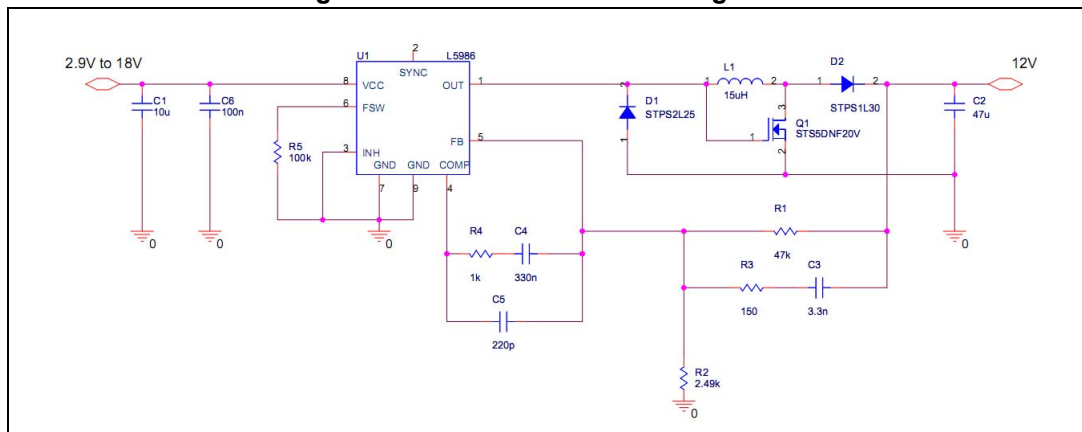 2.9V to 18V
C1
10u
C6
100n
R5
100k
U1
L5986
2
SYNC
8
VCC
OUT
1
6
FSW
FB
5
3
INH
GND
GND
COMP
7
9
4
0
0
0
R4
1k
C4
330n
C5
220p
2
D1
STPS2L25
1
L1
1
2
15uH
3
1
Q1
STS5DNF20V
2
D2
1
2
STPS1L30
12V
C2
47u
0
R1
47k
R3
150
C3
3.3n
R2
2.49k
0